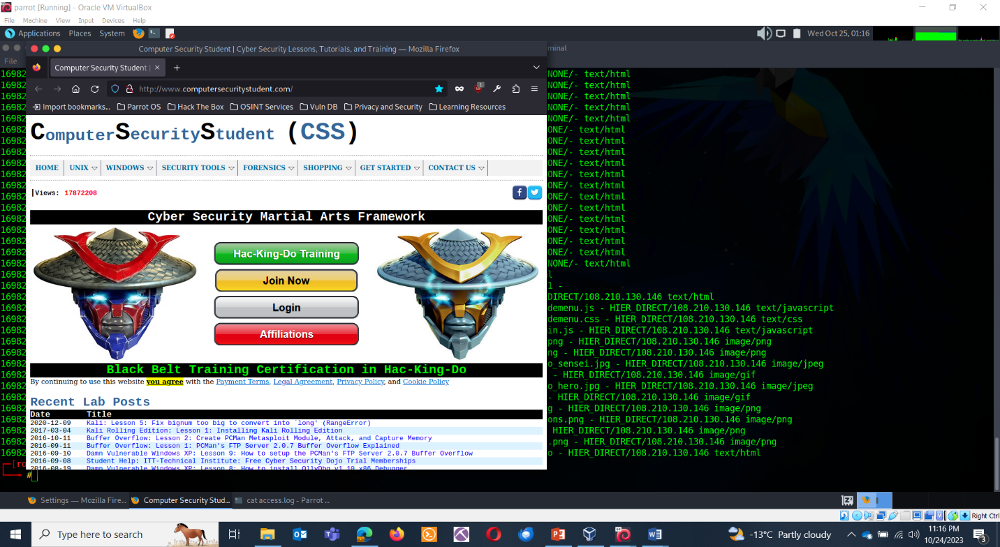 parrot [Running] - Oracle VM VirtualBox
File Machine View Input Devices Help
Applications Places System Wed Oct 25, 01:16
Computer Security Student | Cyber Security Lessons, Tutorials, and Training — Mozilla Firefox
minal
File
Computer Security Student |
http://www.computersecuritystudent.com/
1
Import bookmarks... Parrot OS Hack The Box OSINT Services Vuln DB Privacy and Security Learning Resources
ComputerSecurityStudent (CSS)
HOME UNIX WINDOWS SECURITY TOOLS FORENSICS SHOPPING GET STARTED CONTACT US
|Views: 17872208
Cyber Security Martial Arts Framework
Hac-King-Do Training
Join Now
Login
Affiliations
Black Belt Training Certification in Hac-King-Do
By continuing to use this website you agree with the Payment Terms, Legal Agreement, Privacy Policy, and Cookie Policy
Recent Lab Posts
Date Title
2020-12-09 Kali: Lesson 5: Fix bignum too big to convert into `long' (RangeError)
2017-03-04 Kali Rolling Edition: Lesson 1: Installing Kali Rolling Edition
2016-10-11 Buffer Overflow: Lesson 2: Create PCMan Metasploit Module, Attack, and Capture Memory
2016-09-11 Buffer Overflow: Lesson 1: PCMan's FTP Server 2.0.7 Buffer Overflow Explained
2016-09-10 Damn Vulnerable Windows XP: Lesson 9: How to setup the PCMan's FTP Server 2.0.7 Buffer Overflow
2016-09-08 Student Help: ITT-Technical Institute: Free Cyber Security Dojo Trial Memberships
2016-08-19 Damn Vulnerable Windows XP: Lesson 8: How to install OllyDbg v1.10 x86 Debugger
16982 NONE/- text/html
16982 NONE/- text/html
16982 NONE/- text/html
16982 NONE/- text/html
16982 NONE/- text/html
16982 ONE/- text/html
16982 ONE/- text/html
16982 ONE/- text/html
16982 ONE/- text/html
16982 ONE/- text/html
16982 ONE/- text/html
16982 ONE/- text/html
16982 ONE/- text/html
16982 ONE/- text/html
16982 ONE/- text/html
16982 ONE/- text/html
16982 ONE/- text/html
16982 NONE/- text/html
16982 l
16982 1 -
16982 DIRECT/108.210.130.146 text/html
16982 demenu.js - HIER_DIRECT/108.210.130.146 text/javascript
16982 demenu.css - HIER_DIRECT/108.210.130.146 text/css
16982 in.js - HIER_DIRECT/108.210.130.146 text/javascript
16982 png - HIER_DIRECT/108.210.130.146 image/png
16982 ng - HIER_DIRECT/108.210.130.146 image/png
16982 o_sensei.jpg - HIER_DIRECT/108.210.130.146 image/jpeg
16982 - HIER_DIRECT/108.210.130.146 image/gif
16982 o_hero.jpg - HIER_DIRECT/108.210.130.146 image/jpeg
16982 - HIER_DIRECT/108.210.130.146 image/gif
16982 g - HIER_DIRECT/108.210.130.146 image/png
16982 ons.png - HIER_DIRECT/108.210.130.146 image/png
16982 HIER_DIRECT/108.210.130.146 image/png
16982 .png - HIER_DIRECT/108.210.130.146 image/png
16982 o - HIER_DIRECT/108.210.130.146 text/html
[ro
#
Settings — Mozilla Fire... Computer Security Stud... cat access.log - Parrot ...
Right Ctrl
Type here to search
-13°C Partly cloudy
11:16 PM
10/24/2023
3